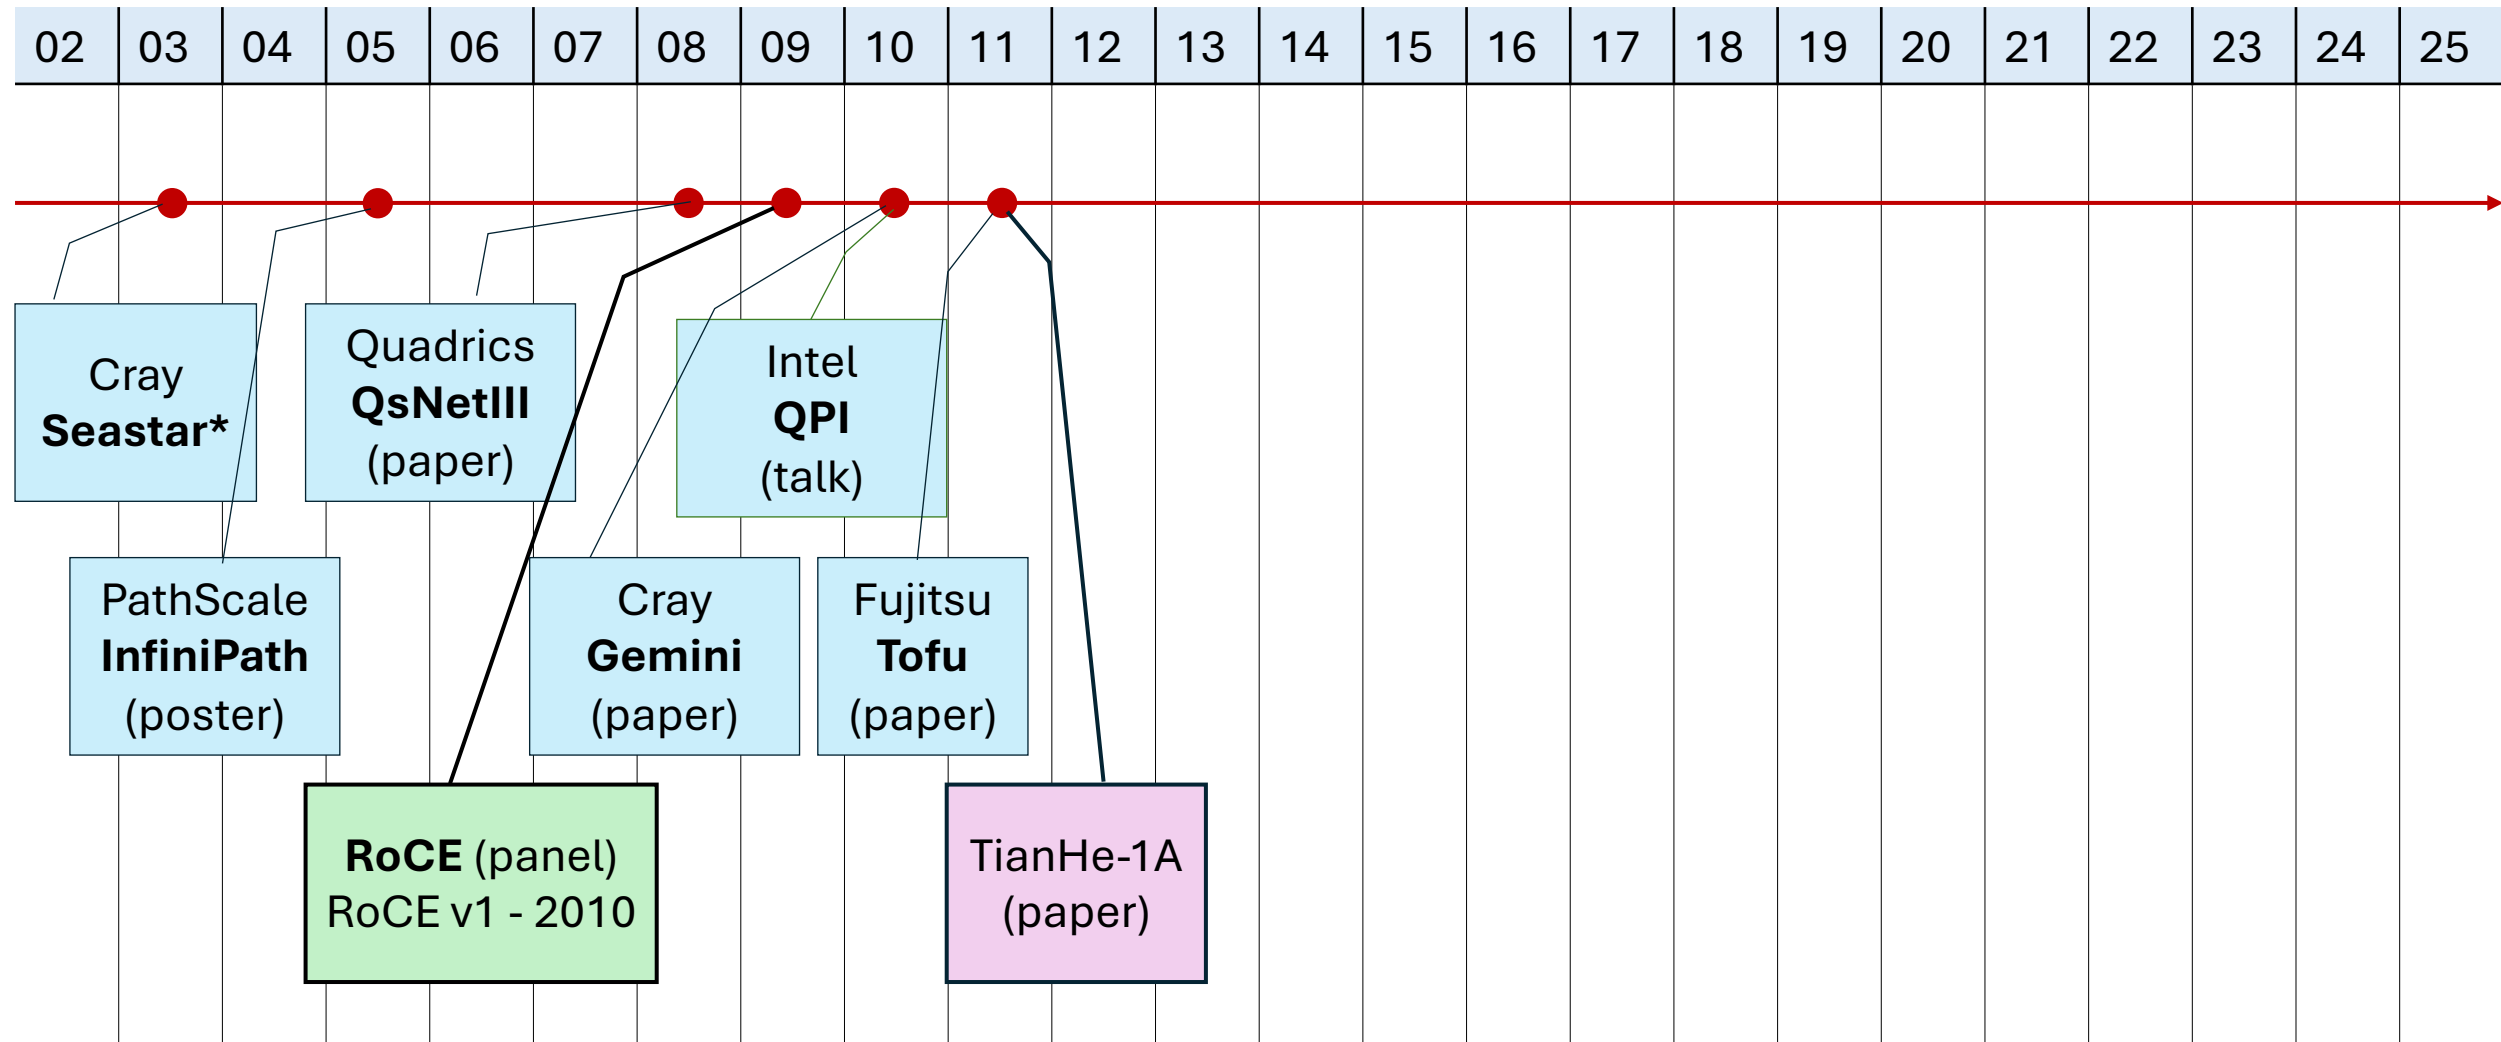 02 03 04 05 06 07 08 09 10 11 12 13 14 15 16 17 18 19 20 21 22 23 24 25
Cray
Seastar*
Quadrics
QsNetIII
(paper)
Intel
QPI
(talk)
PathScale
InfiniPath
(poster)
Cray
Gemini
(paper)
Fujitsu
Tofu
(paper)
RoCE (panel)
RoCE v1 - 2010
TianHe-1A
(paper)